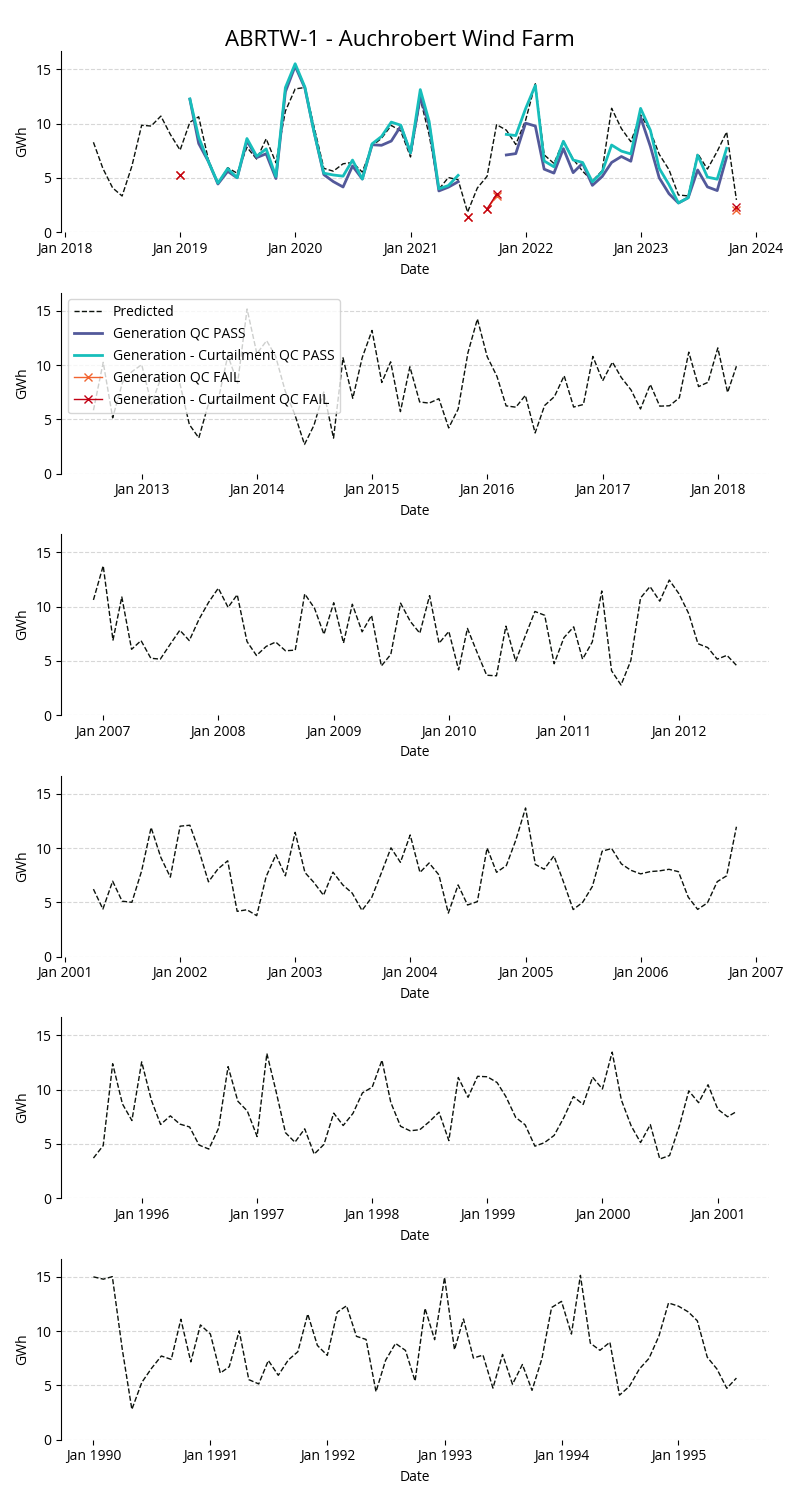 ABRTW-1 - Auchrobert Wind Farm
15
10
5
0
GWh
Jan 2018 Jan 2019 Jan 2020 Jan 2021 Jan 2022 Jan 2023 Jan 2024
Date
Predicted
Generation QC PASS
Generation - Curtailment QC PASS
Generation QC FAIL
Generation - Curtailment QC FAIL
15
10
5
0
GWh
Jan 2013 Jan 2014 Jan 2015 Jan 2016 Jan 2017 Jan 2018
Date
15
10
5
0
GWh
Jan 2007 Jan 2008 Jan 2009 Jan 2010 Jan 2011 Jan 2012
Date
15
10
5
0
GWh
Jan 2001 Jan 2002 Jan 2003 Jan 2004 Jan 2005 Jan 2006 Jan 2007
Date
15
10
5
0
GWh
Jan 1996 Jan 1997 Jan 1998 Jan 1999 Jan 2000 Jan 2001
Date
15
10
5
0
GWh
Jan 1990 Jan 1991 Jan 1992 Jan 1993 Jan 1994 Jan 1995
Date